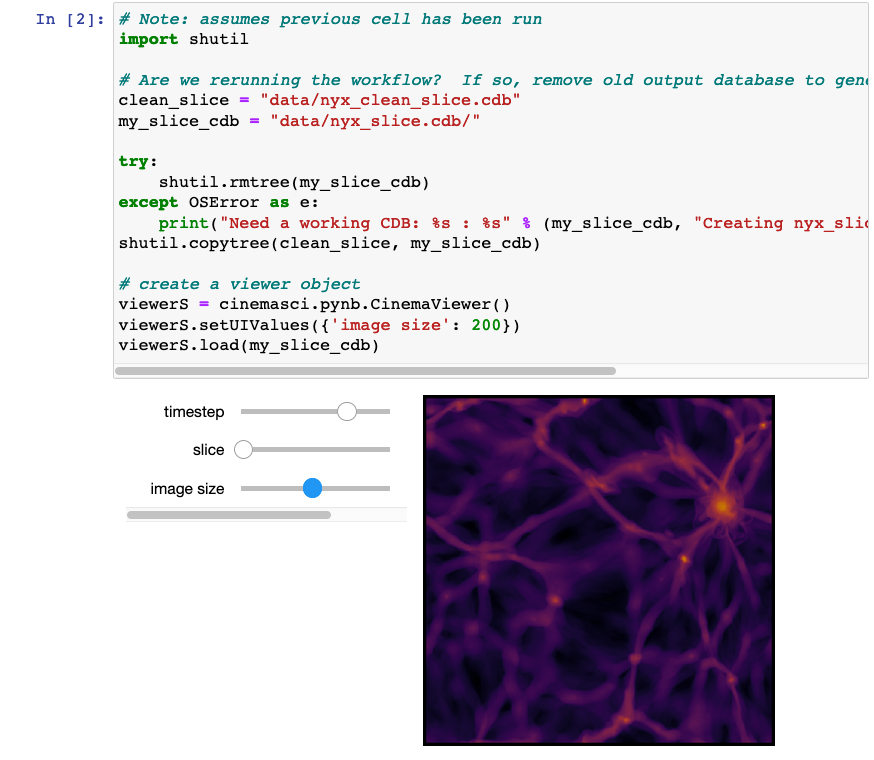 In [2]:
# Note: assumes previous cell has been run
import shutil
# Are we rerunning the workflow?  If so, remove old output database to
clean_slice = "data/nyx_clean_slice.cdb"
my_slice_cdb = "data/nyx_slice.cdb/"
try:
    shutil.rmtree(my_slice_cdb)
except OSError as e:
    print("Need a working CDB: %s : %s" % (my_slice_cdb, "Creating
shutil.copytree(clean_slice, my_slice_cdb)
# create a viewer object
viewerS = cinemasci.pynb.CinemaViewer()
viewerS.setUIValues({'image size': 200})
viewerS.load(my_slice_cdb)
timestep
slice
image size